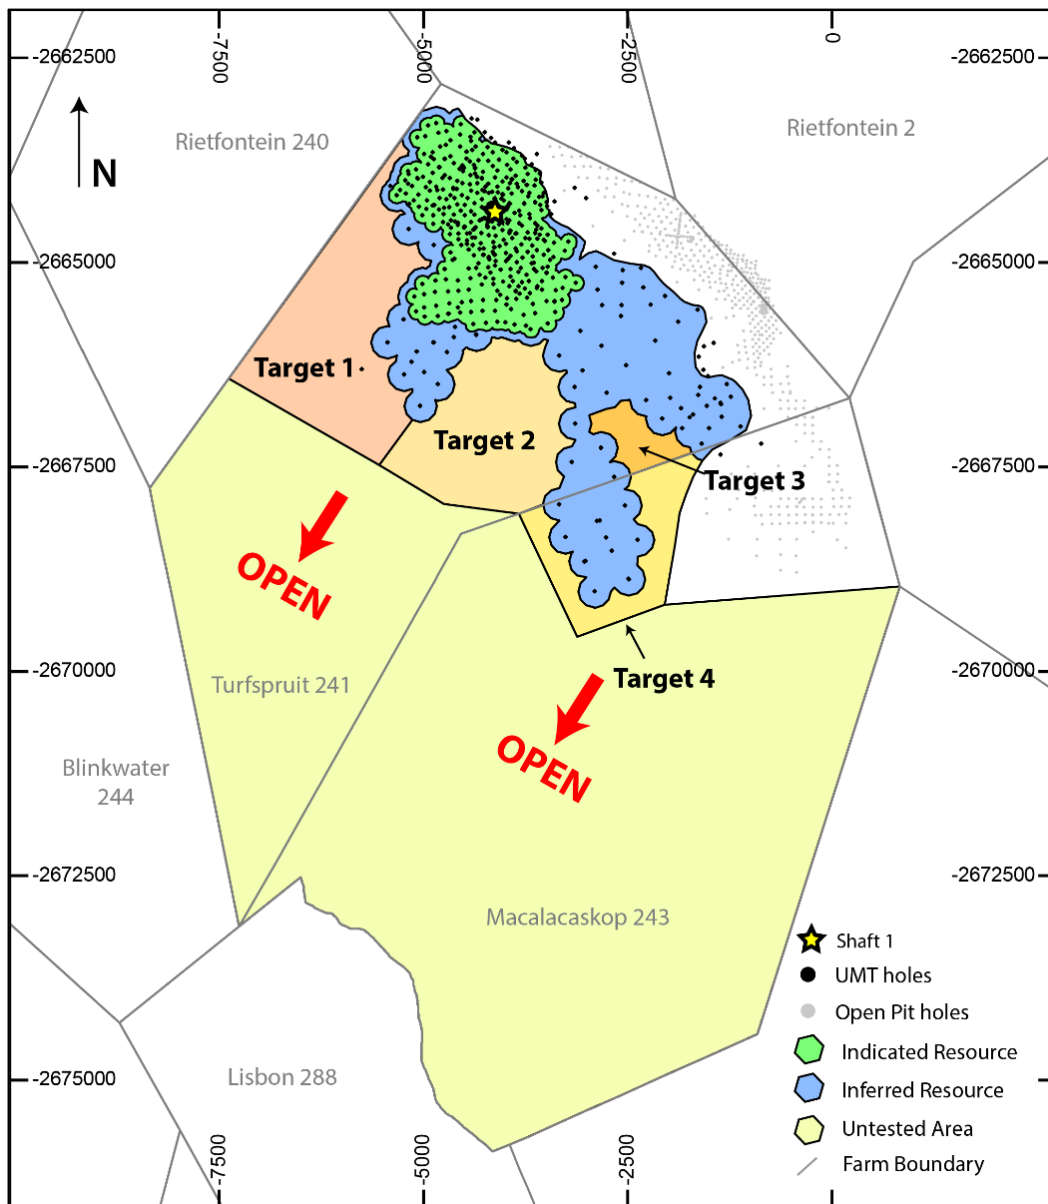 -7500
-5000
-2500
0
-2662500
-2662500
Rietfontein 240
Rietfontein 2
N
-2665000
-2665000
Target 1
Target 2
-2667500
-2667500
Target 3
OPEN
-2670000
-2670000
Turfspruit 241
Target 4
OPEN
Blinkwater
244
-2672500
-2672500
Macalacaskop 243
Shaft 1
UMT holes
Open Pit holes
Indicated Resource
-2675000
Lisbon 288
Inferred Resource
Untested Area
Farm Boundary
-7500
-5000
-2500